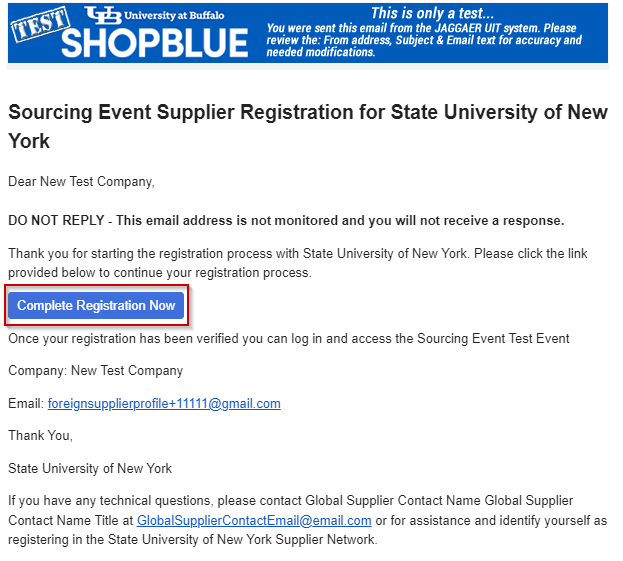 TEST
UB University at Buffalo
SHOPBLUE
This is only a test...
You were sent this email from the JAGGAER UIT system. Please
review the: From address, Subject & Email text for accuracy and
needed modifications.
Sourcing Event Supplier Registration for State University of New
York
Dear New Test Company,
DO NOT REPLY - This email address is not monitored and you will not receive a response.
Thank you for starting the registration process with State University of New York. Please click the link
provided below to continue your registration process.
Complete Registration Now
Once your registration has been verified you can log in and access the Sourcing Event Test Event
Company: New Test Company
Email: foreignsupplierprofile+11111@gmail.com
Thank You,
State University of New York
If you have any technical questions, please contact Global Supplier Contact Name Global Supplier
Contact Name Title at GlobalSupplierContactEmail@email.com or for assistance and identify yourself as
registering in the State University of New York Supplier Network.